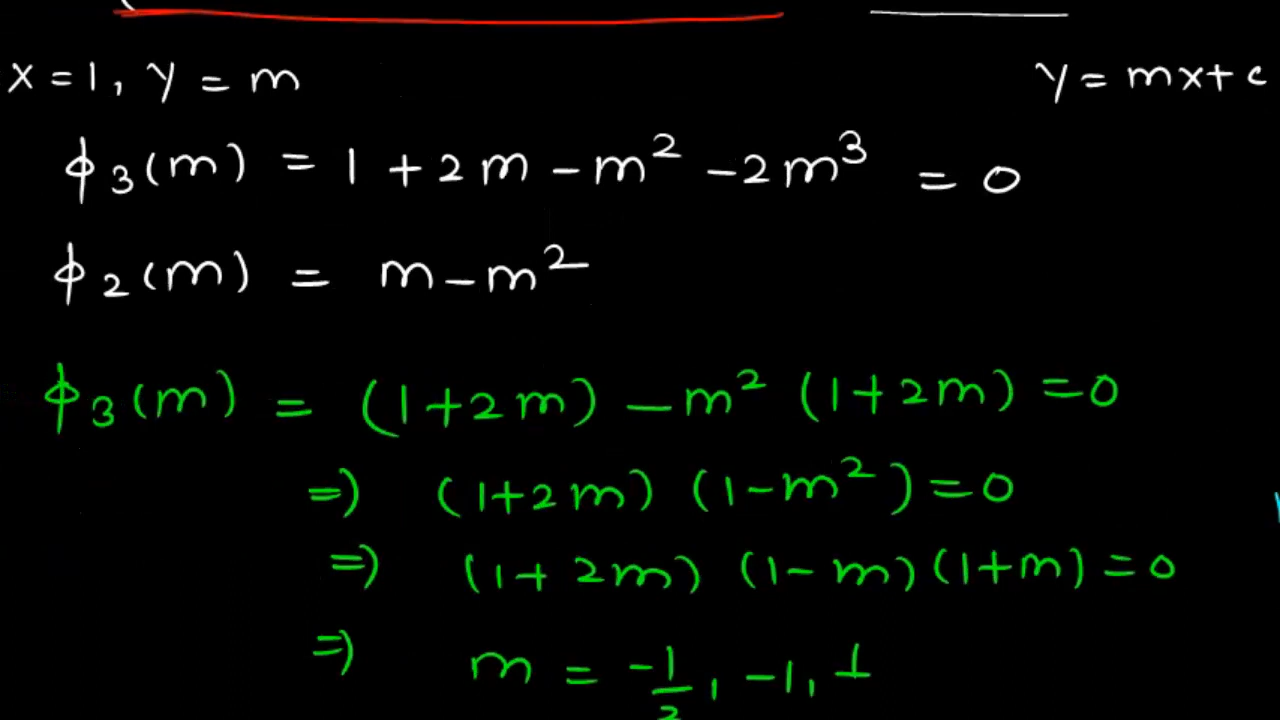 x = 1, y = m
y = mx + c
ϕ₃(m) = 1 + 2m − m² − 2m³ = 0
ϕ₂(m) = m − m²
ϕ₃(m) = (1+2m) − m² (1+2m) = 0
⇒ (1+2m) (1−m²) = 0
⇒ (1+2m) (1−m) (1+m) = 0
⇒ m = −1/2, −1, 1